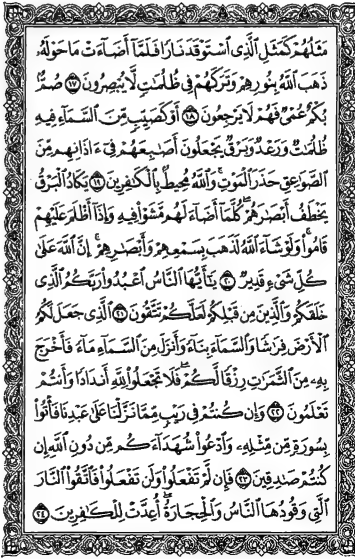 مَثَلُهُمْ كَمَثَلِ ٱلَّذِى ٱسْتَوْقَدَ نَارًا فَلَمَّآ أَضَآءَتْ مَا حَوْلَهُۥ
ذَهَبَ ٱللَّهُ بِنُورِهِمْ وَتَرَكَهُمْ فِى ظُلُمَٰتٍ لَّا يُبْصِرُونَ ١٧ صُمٌّۢ
بُكْمٌ عُمْىٌ فَهُمْ لَا يَرْجِعُونَ ١٨ أَوْ كَصَيِّبٍ مِّنَ ٱلسَّمَآءِ فِيهِ
ظُلُمَٰتٌ وَرَعْدٌ وَبَرْقٌ يَجْعَلُونَ أَصَٰبِعَهُمْ فِىٓ ءَاذَانِهِم مِّنَ
ٱلصَّوَٰعِقِ حَذَرَ ٱلْمَوْتِ ۚ وَٱللَّهُ مُحِيطٌۢ بِٱلْكَٰفِرِينَ ١٩ يَكَادُ ٱلْبَرْقُ
يَخْطَفُ أَبْصَٰرَهُمْ ۖ كُلَّمَآ أَضَآءَ لَهُم مَّشَوْا۟ فِيهِ وَإِذَآ أَظْلَمَ عَلَيْهِمْ
قَامُوا۟ ۚ وَلَوْ شَآءَ ٱللَّهُ لَذَهَبَ بِسَمْعِهِمْ وَأَبْصَٰرِهِمْ ۚ إِنَّ ٱللَّهَ عَلَىٰ
كُلِّ شَىْءٍ قَدِيرٌ ٢٠ يَٰٓأَيُّهَا ٱلنَّاسُ ٱعْبُدُوا۟ رَبَّكُمُ ٱلَّذِى
خَلَقَكُمْ وَٱلَّذِينَ مِن قَبْلِكُمْ لَعَلَّكُمْ تَتَّقُونَ ٢١ ٱلَّذِى جَعَلَ لَكُمُ
ٱلْأَرْضَ فِرَٰشًا وَٱلسَّمَآءَ بِنَآءً وَأَنزَلَ مِنَ ٱلسَّمَآءِ مَآءً فَأَخْرَجَ
بِهِۦ مِنَ ٱلثَّمَرَٰتِ رِزْقًا لَّكُمْ ۖ فَلَا تَجْعَلُوا۟ لِلَّهِ أَندَادًا وَأَنتُمْ
تَعْلَمُونَ ٢٢ وَإِن كُنتُمْ فِى رَيْبٍ مِّمَّا نَزَّلْنَا عَلَىٰ عَبْدِنَا فَأْتُوا۟
بِسُورَةٍ مِّن مِّثْلِهِۦ وَٱدْعُوا۟ شُهَدَآءَكُم مِّن دُونِ ٱللَّهِ إِن
كُنتُمْ صَٰدِقِينَ ٢٣ فَإِن لَّمْ تَفْعَلُوا۟ وَلَن تَفْعَلُوا۟ فَٱتَّقُوا۟ ٱلنَّارَ
ٱلَّتِى وَقُودُهَا ٱلنَّاسُ وَٱلْحِجَارَةُ ۖ أُعِدَّتْ لِلْكَٰفِرِينَ ٢٤